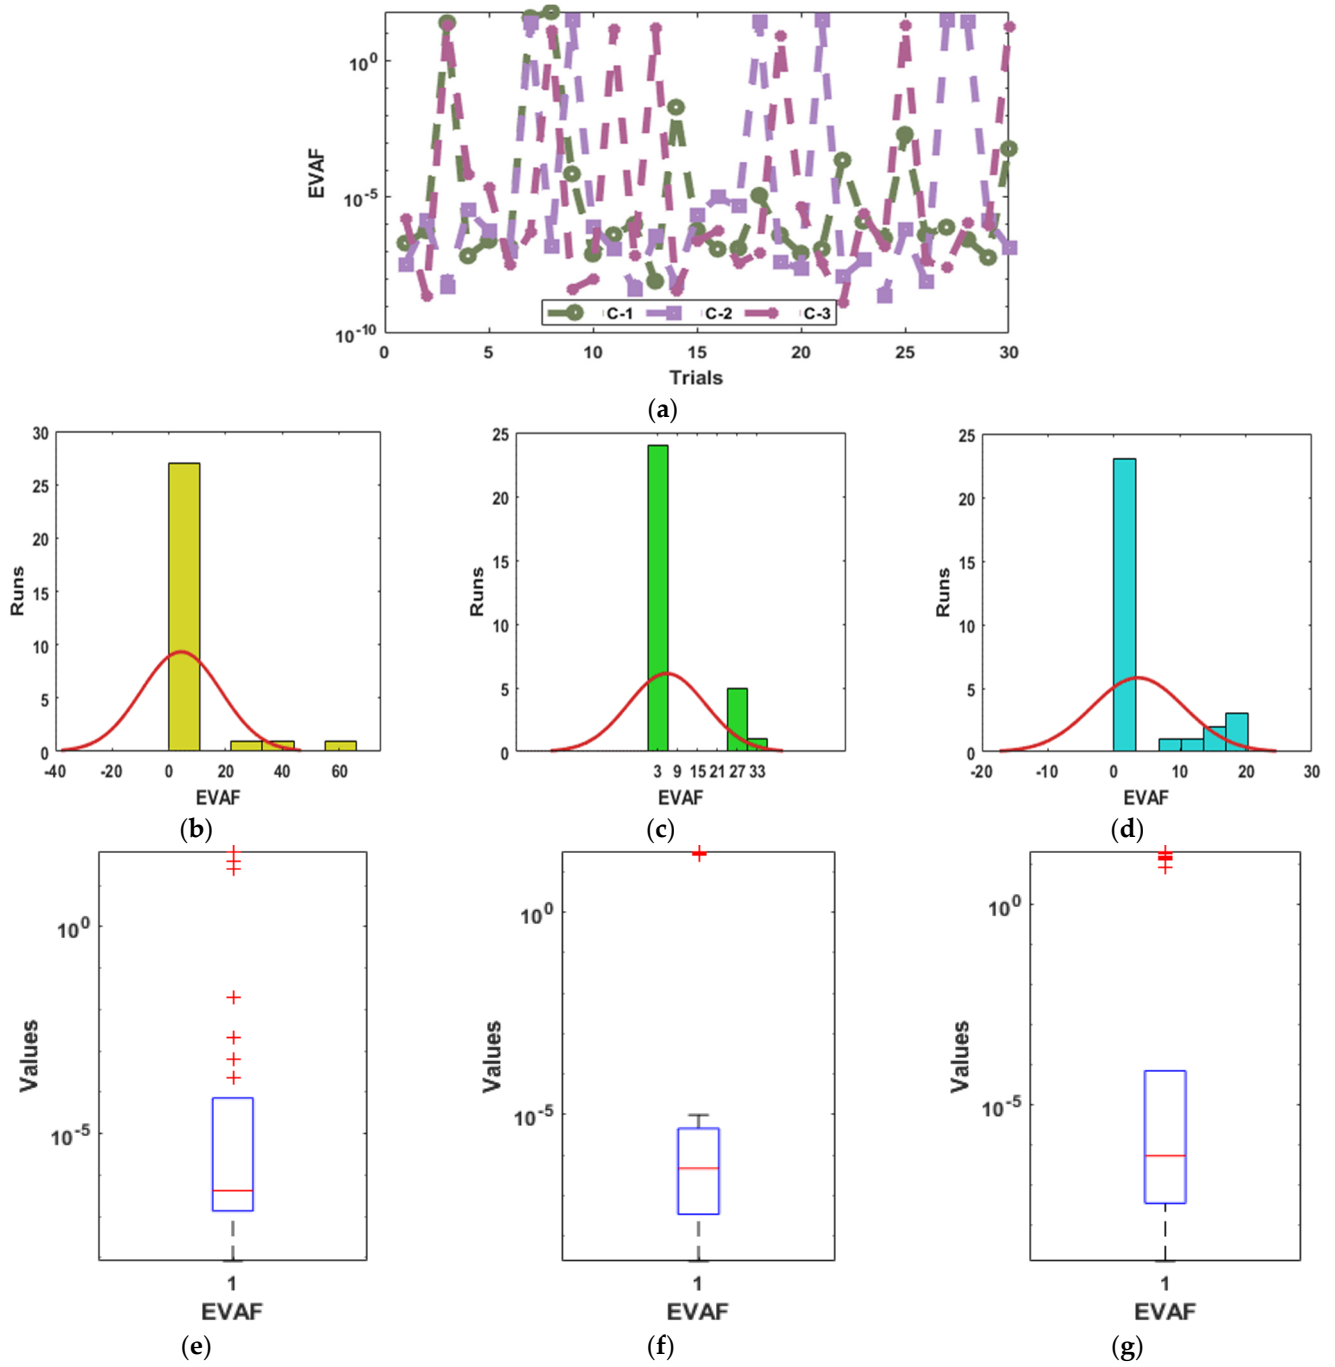 10^0
10^-5
10^-10
EVAF
0 5 10 15 20 25 30
C-1 C-2 C-3
Trials
(a)
30
25
20
15
10
5
0
Runs
-40 -20 0 20 40 60
EVAF
(b)
25
20
15
10
5
0
Runs
3 9 15 21 27 33
EVAF
(c)
25
20
15
10
5
0
Runs
-20 -10 0 10 20 30
EVAF
(d)
10^0
10^-5
Values
1
EVAF
(e)
10^0
10^-5
Values
1
EVAF
(f)
10^0
10^-5
Values
1
EVAF
(g)